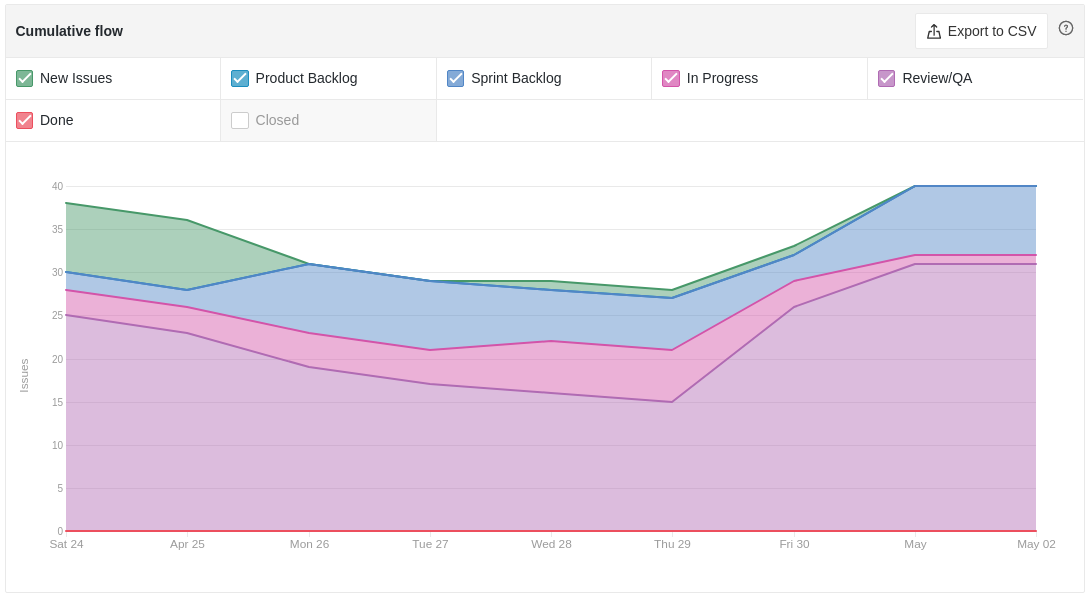 Cumulative flow
Export to CSV
New Issues
Product Backlog
Sprint Backlog
In Progress
Review/QA
Done
Closed
40
35
30
25
20
15
10
5
0
Issues
Sat 24
Apr 25
Mon 26
Tue 27
Wed 28
Thu 29
Fri 30
May
May 02